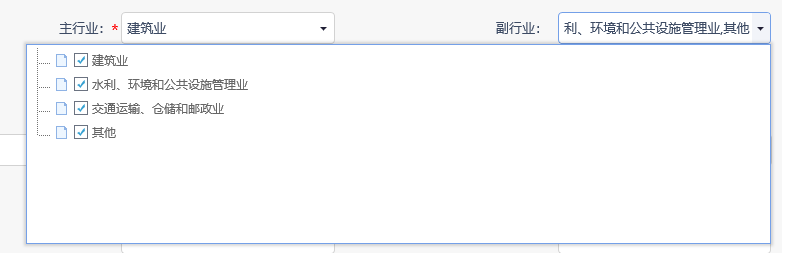 主行业：* 建筑业 副行业： 利、环境和公共设施管理业,其他
建筑业
水利、环境和公共设施管理业
交通运输、仓储和邮政业
其他